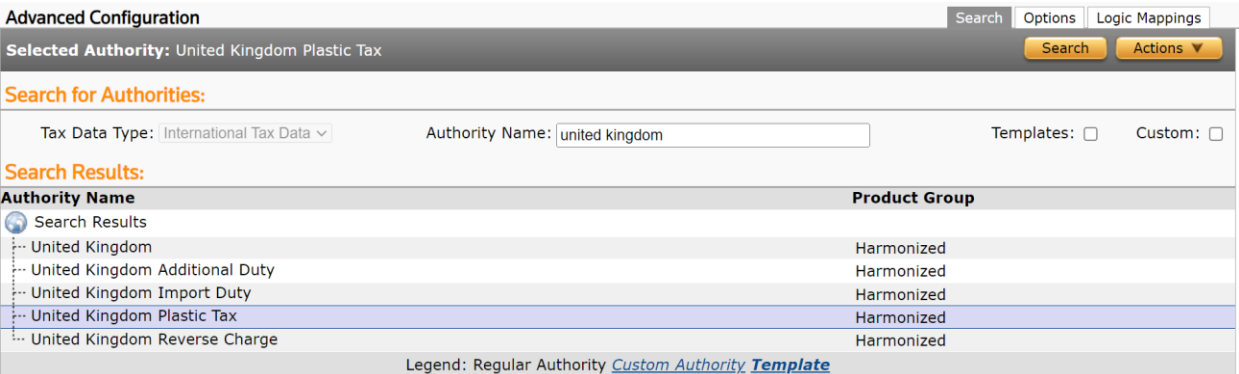 Advanced Configuration Search Options Logic Mappings
Selected Authority: United Kingdom Plastic Tax Search Actions ▼
Search for Authorities:
Tax Data Type: International Tax Data Authority Name: united kingdom Templates: Custom:
Search Results:
Authority Name Product Group
Search Results
United Kingdom Harmonized
United Kingdom Additional Duty Harmonized
United Kingdom Import Duty Harmonized
United Kingdom Plastic Tax Harmonized
United Kingdom Reverse Charge Harmonized
Legend: Regular Authority Custom Authority Template